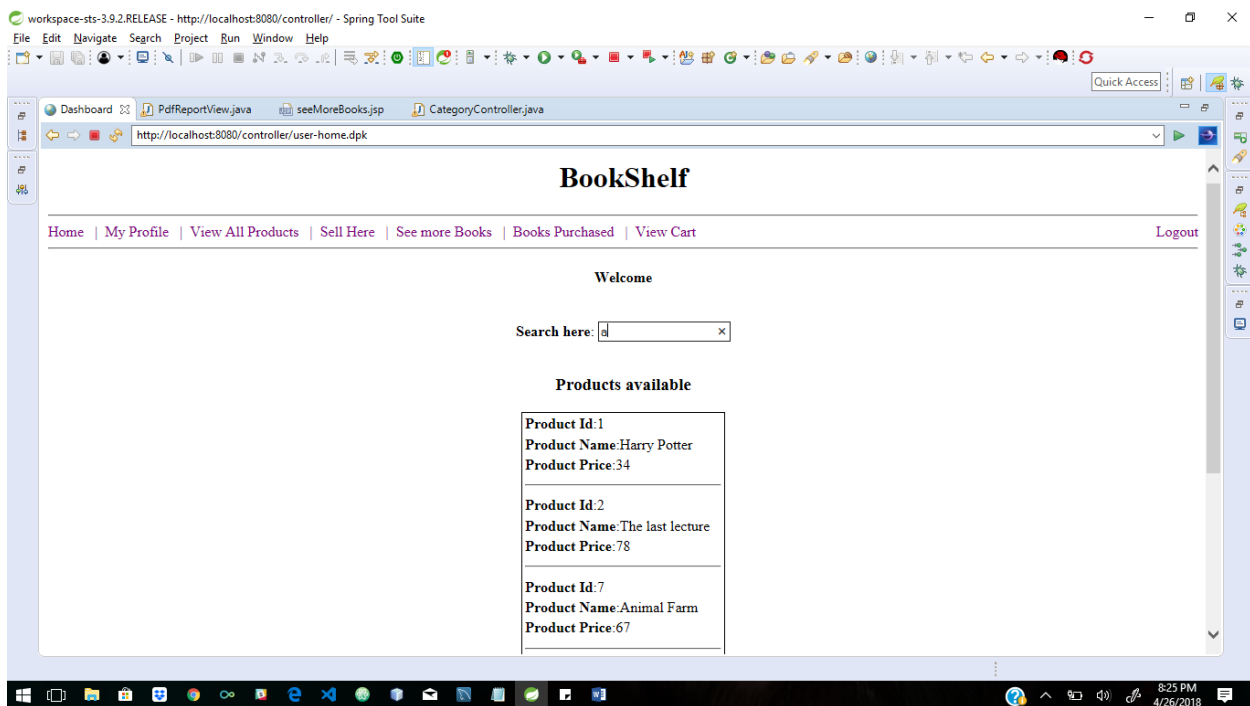 workspace-sts-3.9.2.RELEASE - http://localhost:8080/controller/ - Spring Tool Suite
File Edit Navigate Search Project Run Window Help
Quick Access
Dashboard PdfReportView.java seeMoreBooks.jsp CategoryController.java
http://localhost:8080/controller/user-home.dpk
BookShelf
Home | My Profile | View All Products | Sell Here | See more Books | Books Purchased | View Cart Logout
Welcome
Search here: a
Products available
Product Id:1
Product Name:Harry Potter
Product Price:34
Product Id:2
Product Name:The last lecture
Product Price:78
Product Id:7
Product Name:Animal Farm
Product Price:67
8:25 PM
4/26/2018